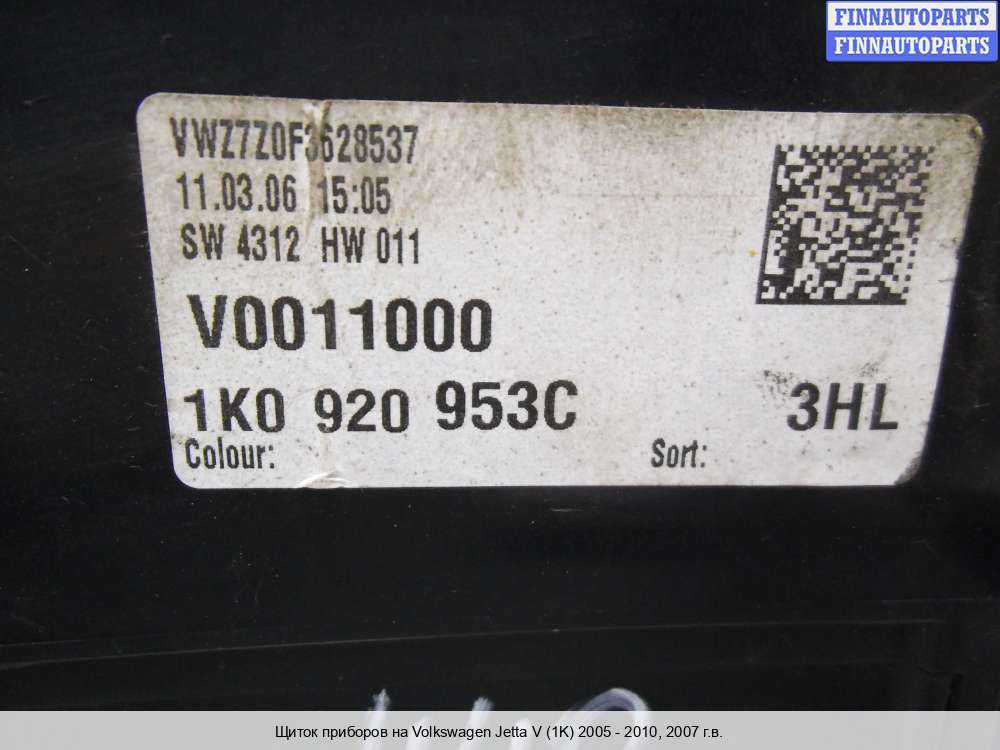 FINNAUTOPARTS
FINNAUTOPARTS
VWZ7Z0F3628537
11.03.06 15:05
SW 4312 HW 011
V0011000
1K0 920 953C 3HL
Colour: Sort:
Щиток приборов на Volkswagen Jetta V (1K) 2005 - 2010, 2007 г.в.